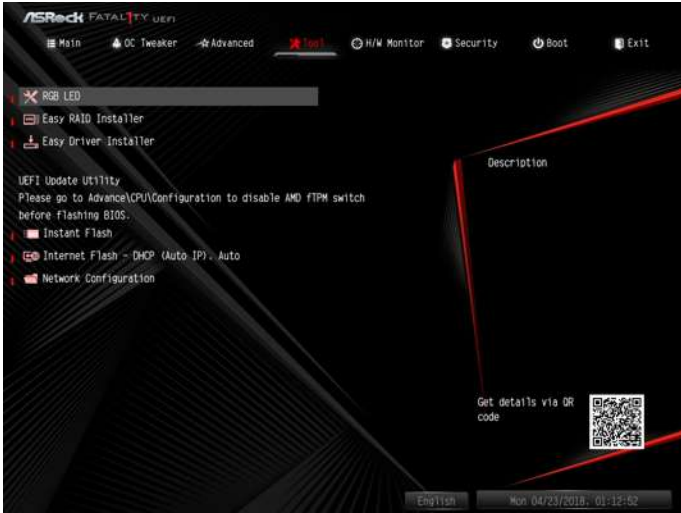 ASRock FATAL1TY UEFI
Main OC Tweaker Advanced Tool H/W Monitor Security Boot Exit
RGB LED
Easy RAID Installer
Easy Driver Installer
Description
UEFI Update Utility
Please go to Advance\CPU\Configuration to disable AMD fTPM switch
before flashing BIOS.
Instant Flash
Internet Flash - DHCP (Auto IP), Auto
Network Configuration
Get details via QR
code
English Mon 04/23/2018, 01:12:52